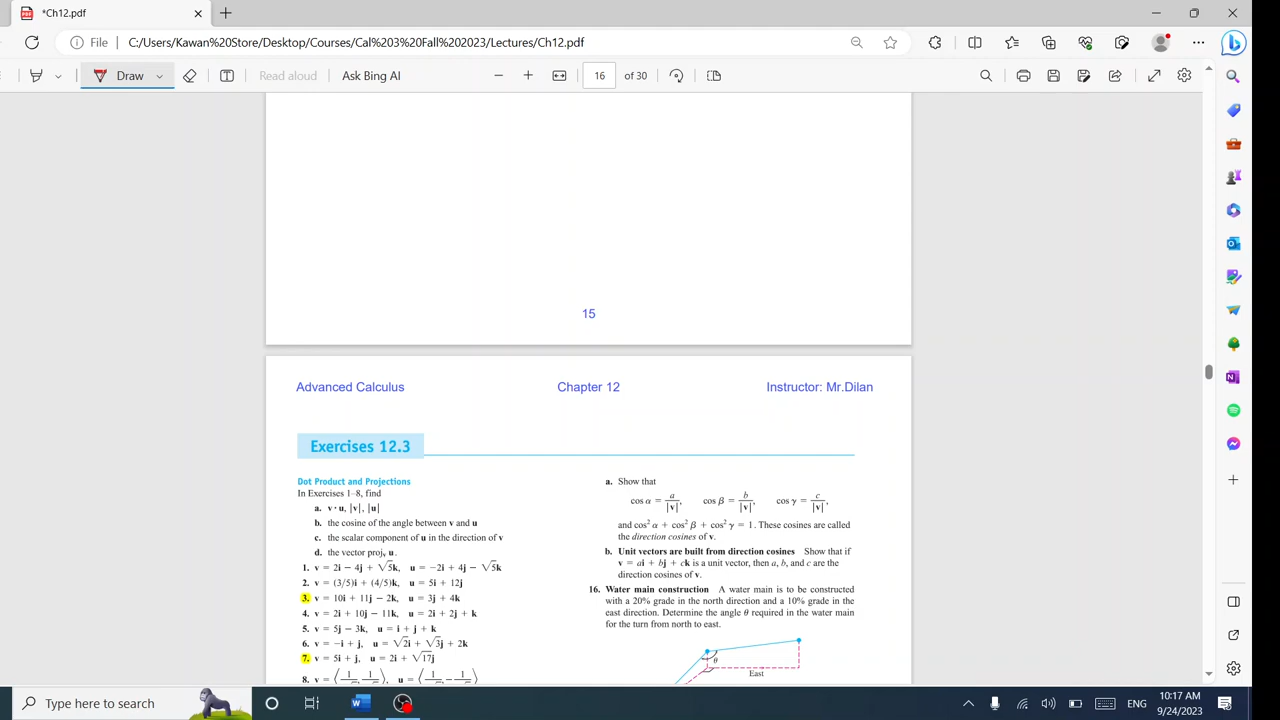 *Ch12.pdf
File C:/Users/Kawan%20Store/Desktop/Courses/Cal%203%20Fall%202023/Lectures/Ch12.pdf
Draw Read aloud Ask Bing AI 16 of 30
15
Advanced Calculus Chapter 12 Instructor: Mr.Dilan
Exercises 12.3
Dot Product and Projections
In Exercises 1–8, find
a. v · u, |v|, |u|
b. the cosine of the angle between v and u
c. the scalar component of u in the direction of v
d. the vector projᵥ u.
1. v = 2i − 4j + √5k, u = −2i + 4j − √5k
2. v = (3/5)i + (4/5)k, u = 5i + 12j
3. v = 10i + 11j − 2k, u = 3j + 4k
4. v = 2i + 10j − 11k, u = 2i + 2j + k
5. v = 5j − 3k, u = i + j + k
6. v = −i + j, u = √2i + √3j + 2k
7. v = 5i + j, u = 2i + √17j
8. v = ⟨1/, 1/⟩, u = ⟨1/, −1/⟩
a. Show that
cos α = a/|v|, cos β = b/|v|, cos γ = c/|v|,
and cos² α + cos² β + cos² γ = 1. These cosines are called
the direction cosines of v.
b. Unit vectors are built from direction cosines Show that if
v = ai + bj + ck is a unit vector, then a, b, and c are the
direction cosines of v.
16. Water main construction A water main is to be constructed
with a 20% grade in the north direction and a 10% grade in the
east direction. Determine the angle θ required in the water main
for the turn from north to east.
θ
East
Type here to search
ENG
10:17 AM
9/24/2023